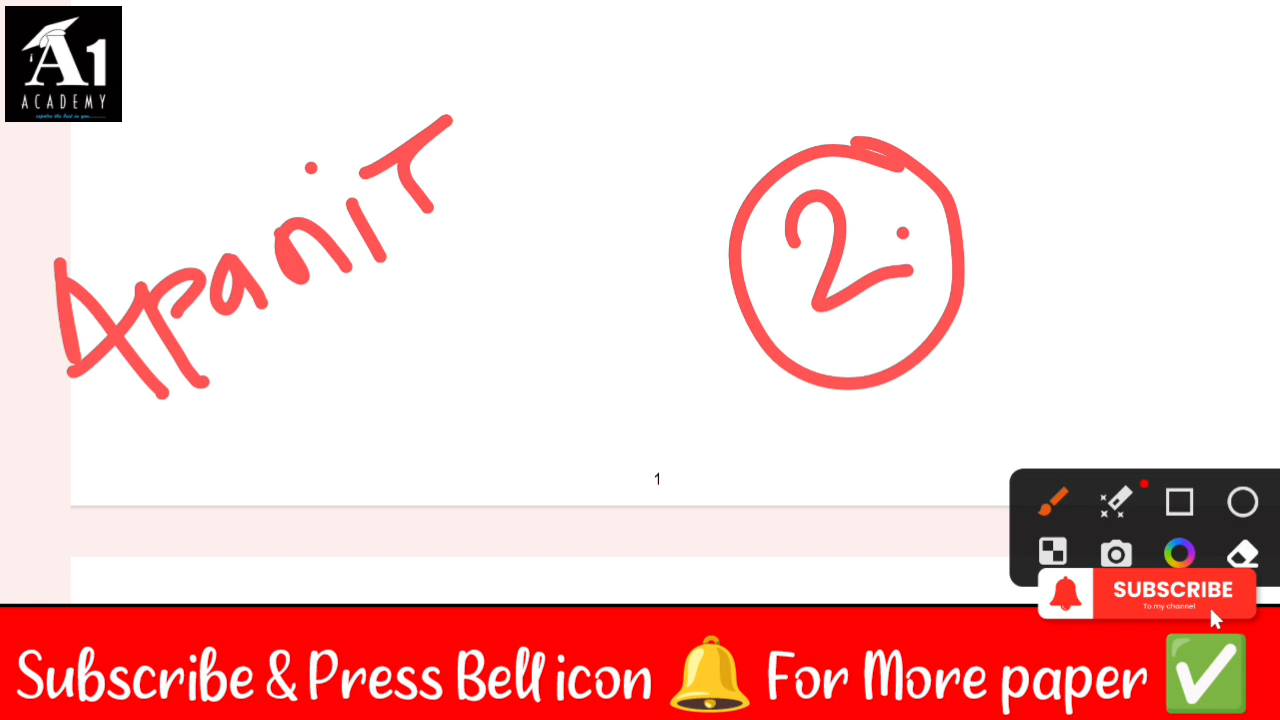 A1
ACADEMY
Apanit
2.
1
SUBSCRIBE
To my channel
Subscribe & Press Bell icon 🔔 For More paper ✅